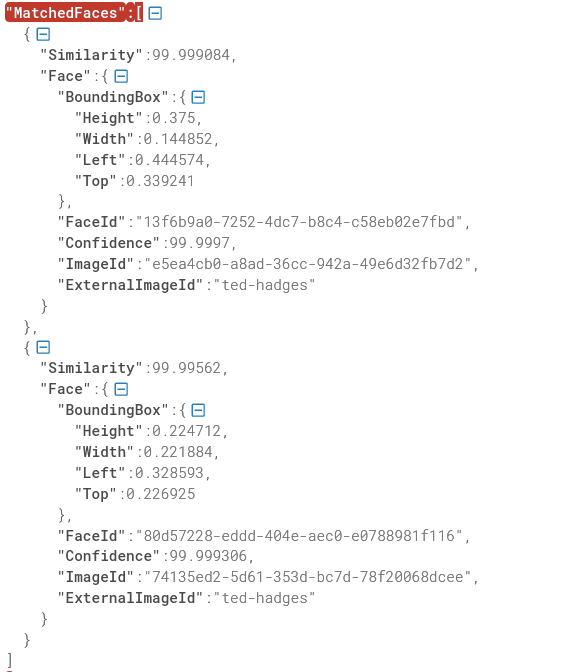 "MatchedFaces":[
{
"Similarity":99.999084,
"Face":{
"BoundingBox":{
"Height":0.375,
"Width":0.144852,
"Left":0.444574,
"Top":0.339241
},
"FaceId":"13f6b9a0-7252-4dc7-b8c4-c58eb02e7fbd",
"Confidence":99.9997,
"ImageId":"e5ea4cb0-a8ad-36cc-942a-49e6d32fb7d2",
"ExternalImageId":"ted-hadges"
}
},
{
"Similarity":99.99562,
"Face":{
"BoundingBox":{
"Height":0.224712,
"Width":0.221884,
"Left":0.328593,
"Top":0.226925
},
"FaceId":"80d57228-eddd-404e-aec0-e0788981f116",
"Confidence":99.999306,
"ImageId":"74135ed2-5d61-353d-bc7d-78f20068dcee",
"ExternalImageId":"ted-hadges"
}
}
]